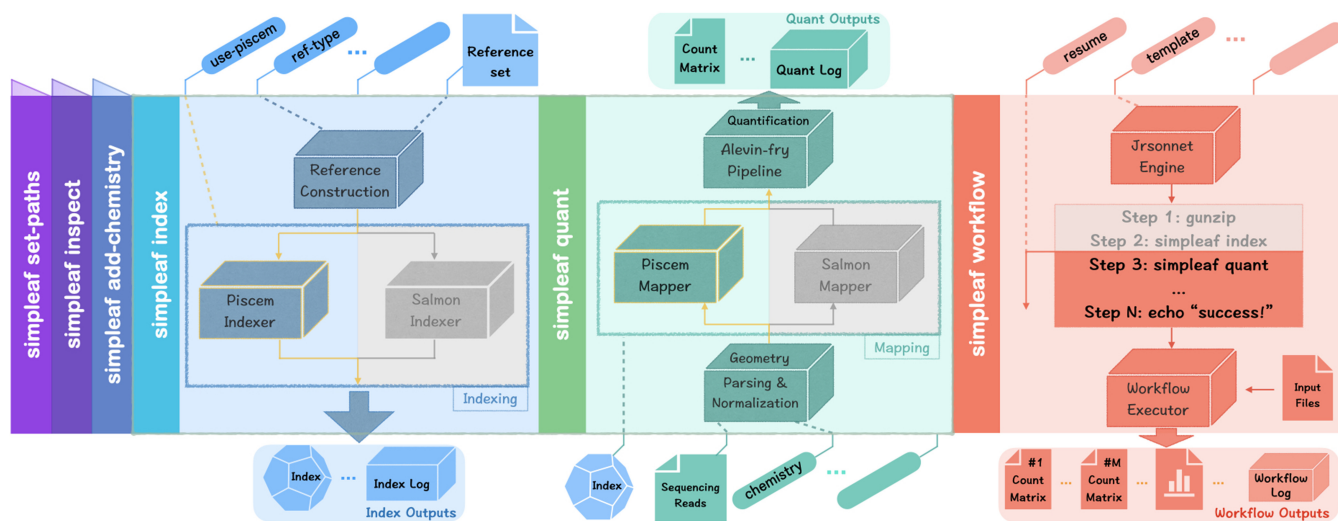 simpleaf set-paths
simpleaf inspect
simpleaf add-chemistry
simpleaf index
use-piscem
ref-type
...
Reference
set
Reference
Construction
Piscem
Indexer
Salmon
Indexer
Indexing
Index
...
Index Log
Index Outputs
simpleaf quant
Quant Outputs
Count
Matrix
...
Quant Log
Quantification
Alevin-fry
Pipeline
Piscem
Mapper
Salmon
Mapper
Mapping
Geometry
Parsing &
Normalization
Index
Sequencing
Reads
chemistry
...
simpleaf workflow
resume
template
...
Jrsonnet
Engine
Step 1: gunzip
Step 2: simpleaf index
Step 3: simpleaf quant
...
Step N: echo “success!”
Workflow
Executor
Input
Files
#1
Count
Matrix
...
#M
Count
Matrix
...
...
Workflow
Log
Workflow Outputs